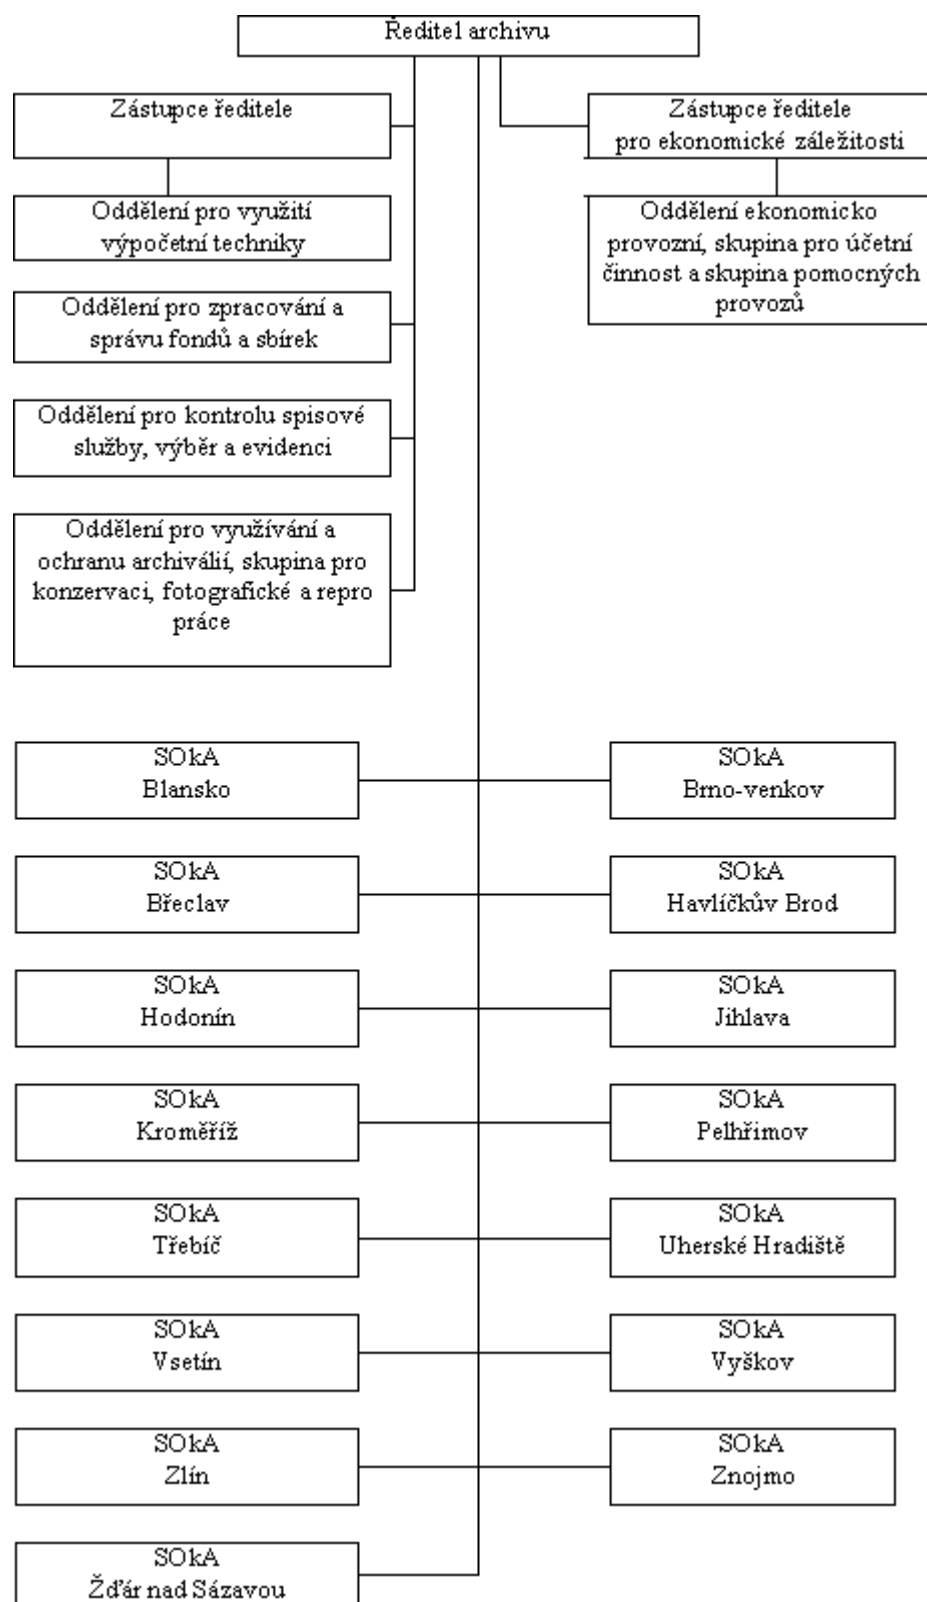 Ředitel archivu
Zástupce ředitele
Zástupce ředitele
pro ekonomické záležitosti
Oddělení pro využití
výpočetní techniky
Oddělení ekonomicko
provozní, skupina pro účetní
činnost a skupina pomocných
provozů
Oddělení pro zpracování a
správu fondů a sbírek
Oddělení pro kontrolu spisové
služby, výběr a evidenci
Oddělení pro využívání a
ochranu archiválií, skupina pro
konzervaci, fotografické a repro
práce
SOkA
Blansko
SOkA
Brno-venkov
SOkA
Břeclav
SOkA
Havlíčkův Brod
SOkA
Hodonín
SOkA
Jihlava
SOkA
Kroměříž
SOkA
Pelhřimov
SOkA
Třebíč
SOkA
Uherské Hradiště
SOkA
Vsetín
SOkA
Vyškov
SOkA
Zlín
SOkA
Znojmo
SOkA
Žďár nad Sázavou